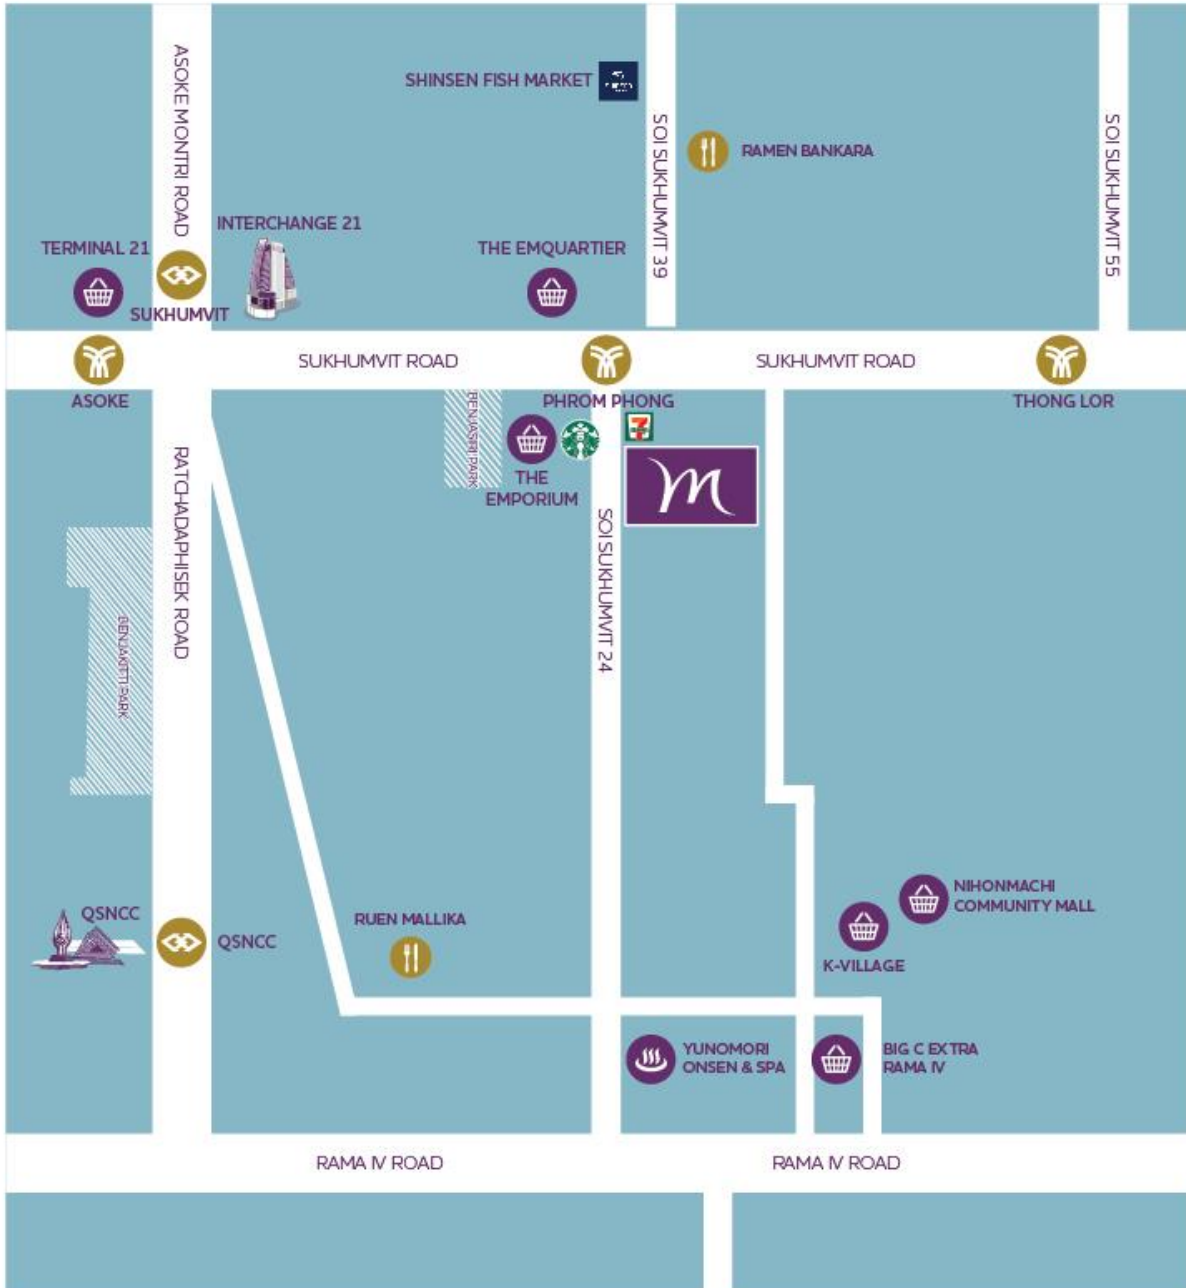 ASOKE MONTRI ROAD
SHINSEN FISH MARKET
SOI SUKHUMVIT 39
RAMEN BANKARA
SOI SUKHUMVIT 55
INTERCHANGE 21
TERMINAL 21
THE EMQUARTIER
SUKHUMVIT
SUKHUMVIT ROAD
SUKHUMVIT ROAD
ASOKE
BENJASIRI PARK
PHROM PHONG
THONG LOR
7
THE
EMPORIUM
m
RATCHADAPHISEK ROAD
SOI SUKHUMVIT 24
BENJAKITTI PARK
QSNCC
QSNCC
RUEN MALLIKA
NIHONMACHI
COMMUNITY MALL
K-VILLAGE
YUNOMORI
ONSEN & SPA
BIG C EXTRA
RAMA IV
RAMA IV ROAD
RAMA IV ROAD